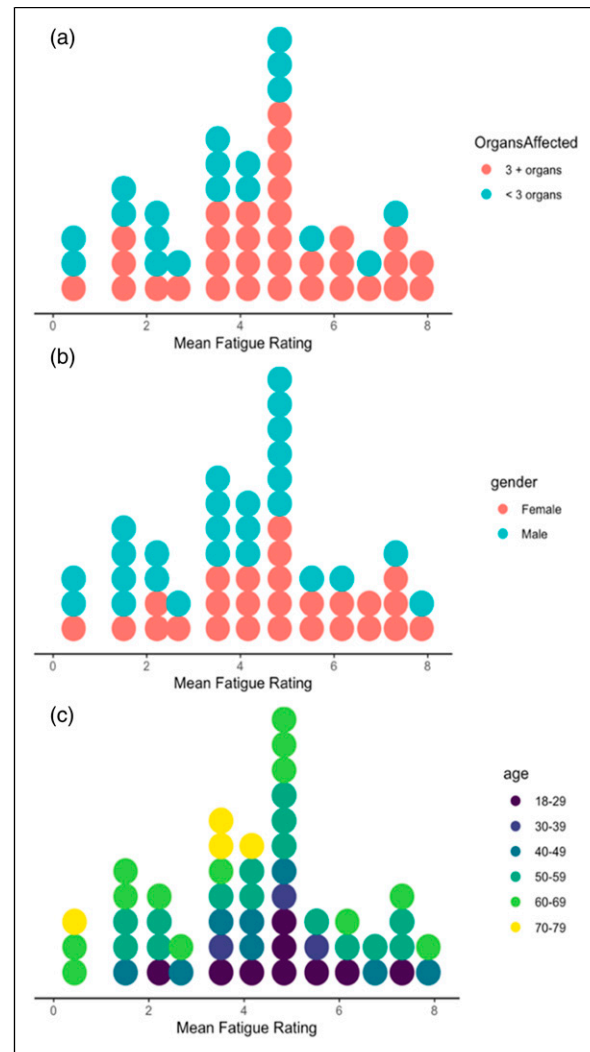 (a)
OrgansAffected
3 + organs
< 3 organs
0 2 4 6 8
Mean Fatigue Rating
(b)
gender
Female
Male
0 2 4 6 8
Mean Fatigue Rating
(c)
age
18-29
30-39
40-49
50-59
60-69
70-79
0 2 4 6 8
Mean Fatigue Rating